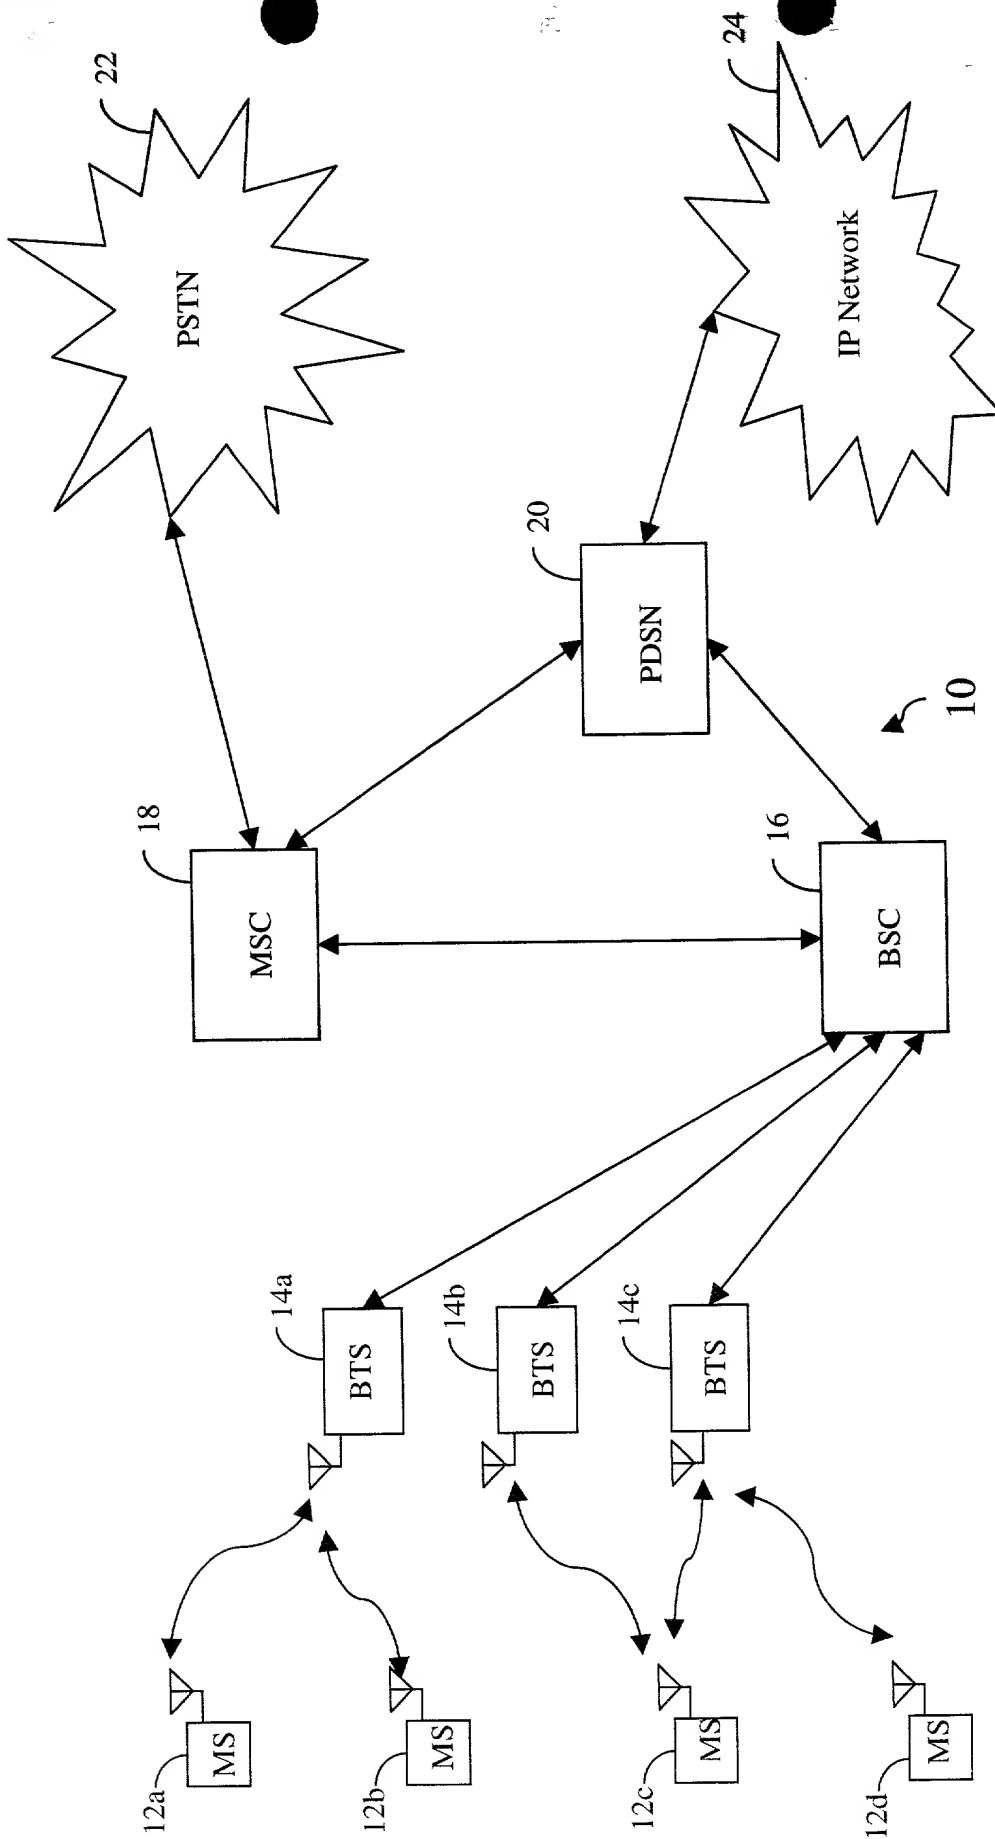 12a
MS
12b
MS
12c
MS
12d
MS
14a
BTS
14b
BTS
14c
BTS
18
MSC
16
BSC
20
PDSN
10
22
PSTN
24
IP Network